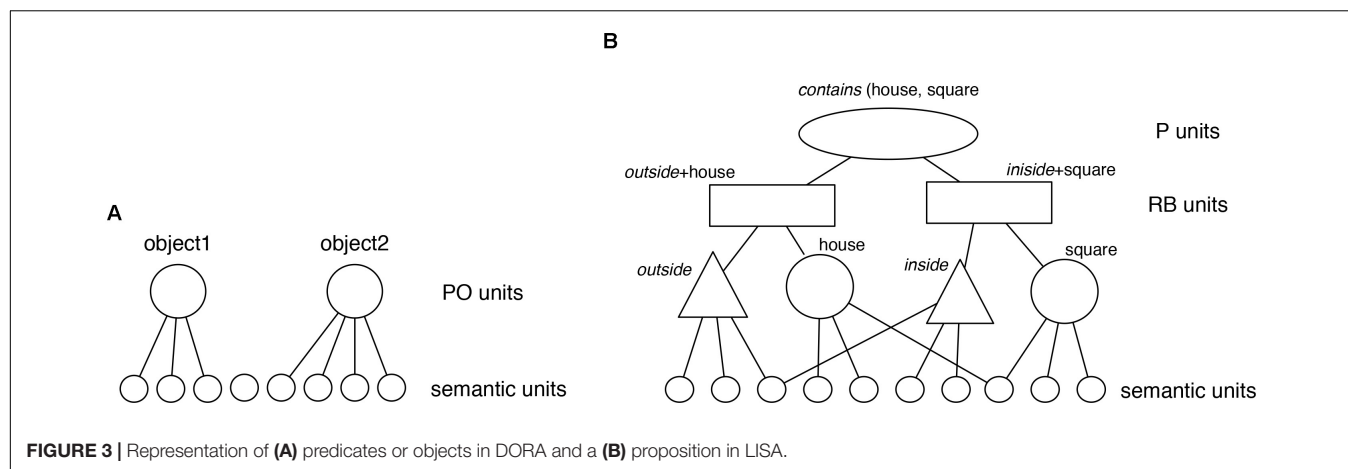 A
object1
object2
PO units
semantic units
B
contains (house, square
P units
outside+house
iniside+square
RB units
outside
house
inside
square
semantic units
FIGURE 3 | Representation of (A) predicates or objects in DORA and a (B) proposition in LISA.